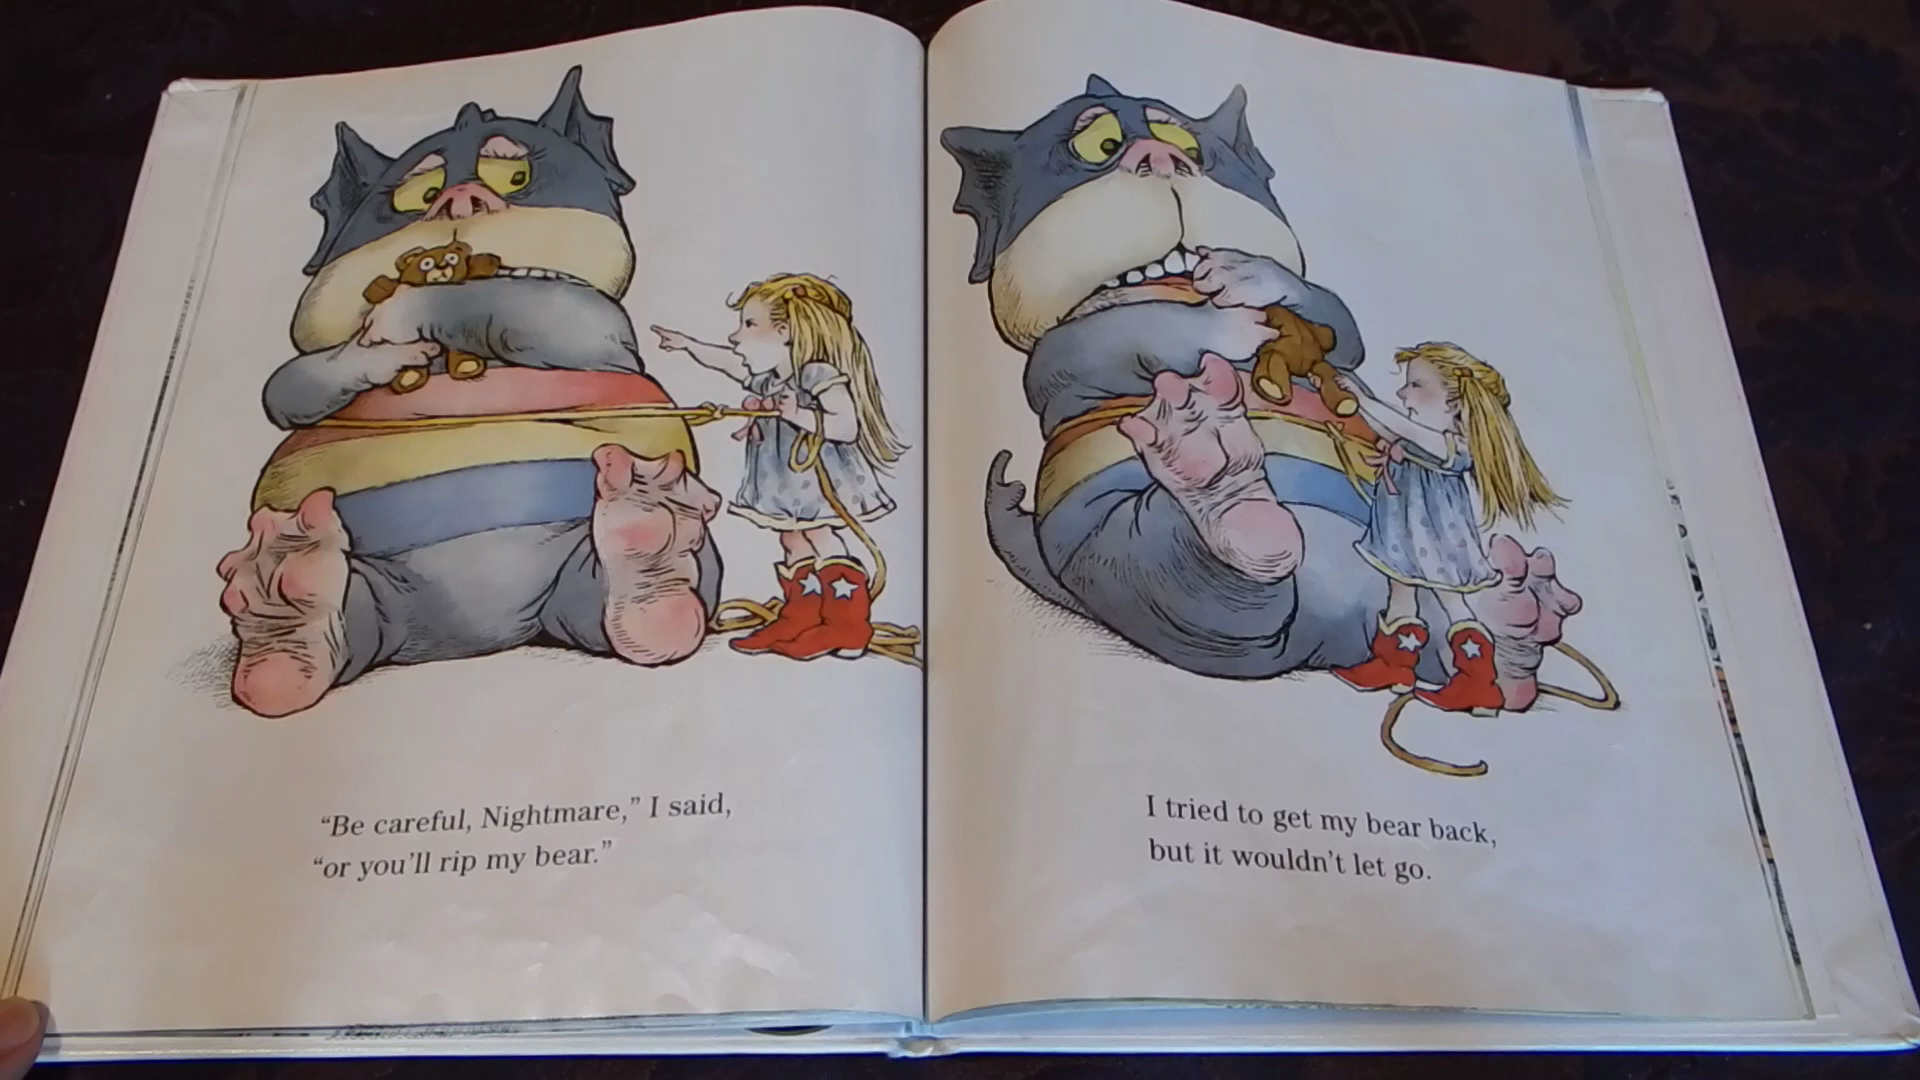 “Be careful, Nightmare,” I said,
“or you’ll rip my bear.”
I tried to get my bear back,
but it wouldn’t let go.